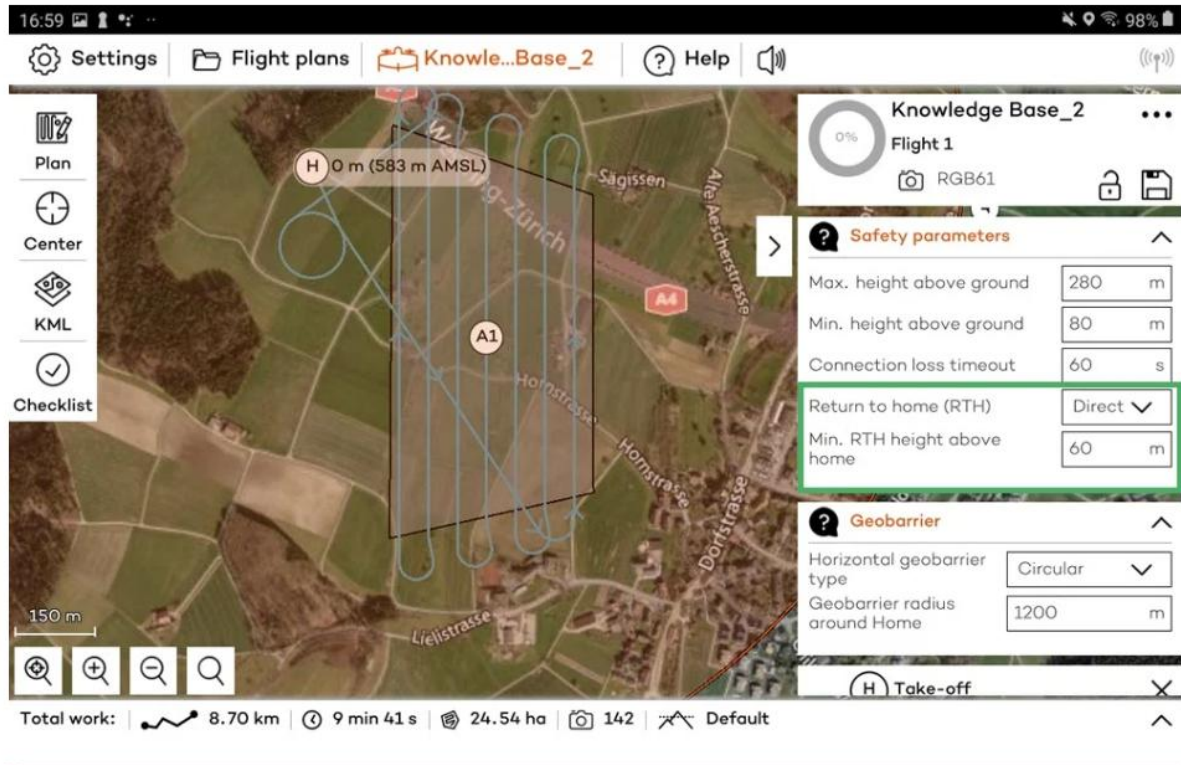 16:59
98%
Settings
Flight plans
Knowle...Base_2
Help
Plan
Center
KML
Checklist
H 0 m (583 m AMSL)
Sägissen
Alte Aescherstrasse
A4
A1
Hornstrasse
Dorfstrasse
Lielistrasse
150 m
0%
Knowledge Base_2
Flight 1
RGB61
Safety parameters
Max. height above ground 280 m
Min. height above ground 80 m
Connection loss timeout 60 s
Return to home (RTH) Direct
Min. RTH height above
home
60 m
Geobarrier
Horizontal geobarrier
type
Circular
Geobarrier radius
around Home
1200 m
H Take-off
Total work: 8.70 km 9 min 41 s 24.54 ha 142 Default